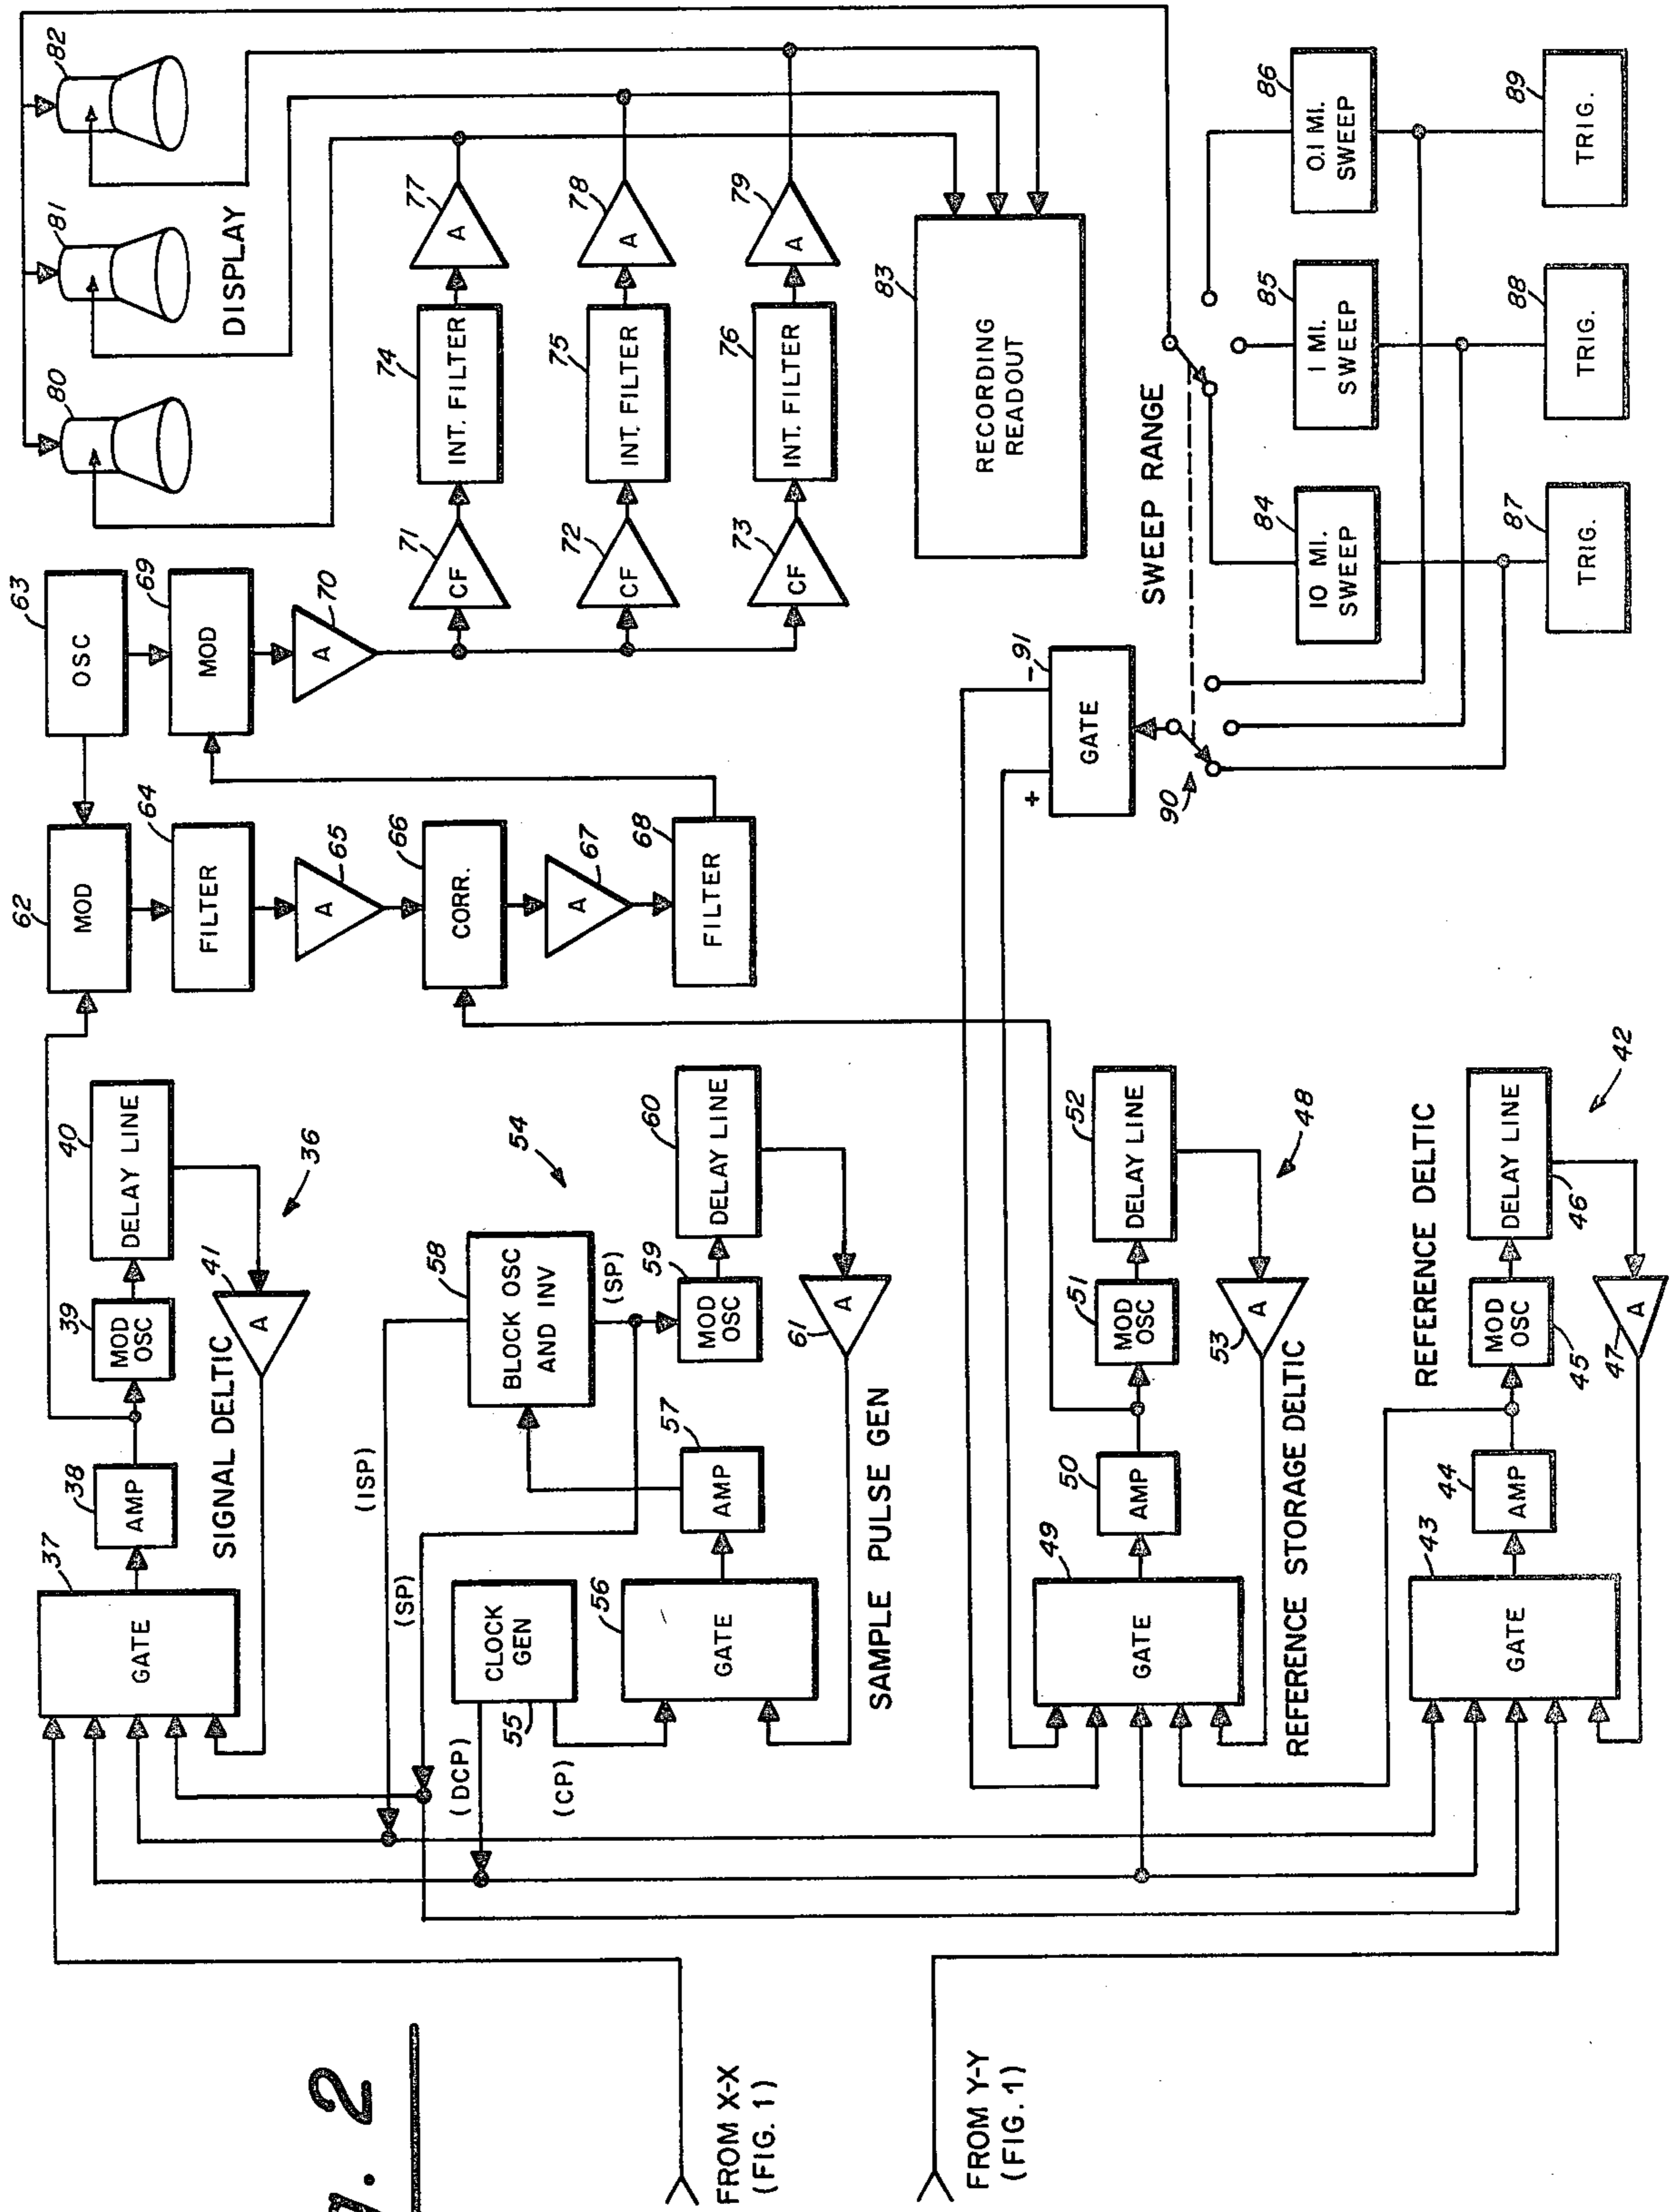 g. 2
FROM X-X
(FIG. 1)
FROM Y-Y
(FIG. 1)
37
GATE
38
AMP
39
MOD
OSC
40
DELAY LINE
41
A
SIGNAL DELTIC
36
(ISP)
(SP)
(DCP)
(CP)
CLOCK
GEN
55
56
GATE
57
AMP
58
BLOCK OSC
AND INV
(SP)
59
MOD
OSC
60
DELAY LINE
61
A
54
SAMPLE PULSE GEN
49
GATE
50
AMP
51
MOD
OSC
52
DELAY LINE
53
A
48
REFERENCE STORAGE DELTIC
43
GATE
44
AMP
MOD
OSC
45
DELAY LINE
46
47
A
REFERENCE DELTIC
42
62
MOD
63
OSC
64
FILTER
65
A
66
CORR.
67
A
68
FILTER
69
MOD
70
A
71
CF
72
CF
73
CF
74
INT. FILTER
75
INT. FILTER
76
INT. FILTER
77
A
78
A
79
A
80
81
82
DISPLAY
83
RECORDING
READOUT
SWEEP RANGE
+
-
91
GATE
90
84
10 MI.
SWEEP
85
1 MI.
SWEEP
86
0.1 MI.
SWEEP
87
TRIG.
88
TRIG.
89
TRIG.